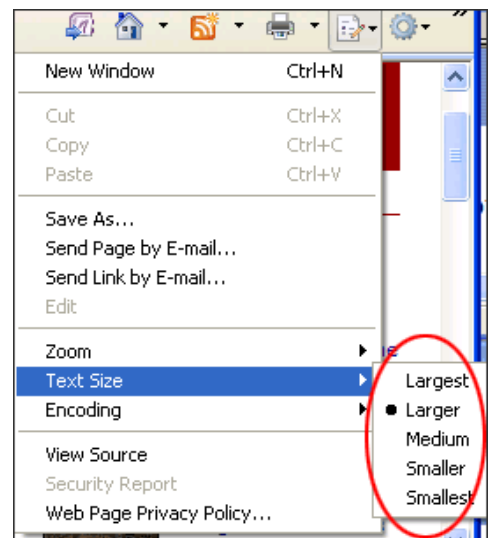 New Window Ctrl+N
Cut Ctrl+X
Copy Ctrl+C
Paste Ctrl+V
Save As...
Send Page by E-mail...
Send Link by E-mail...
Edit
Zoom
Text Size
Encoding
View Source
Security Report
Web Page Privacy Policy...
Largest
Larger
Medium
Smaller
Smallest